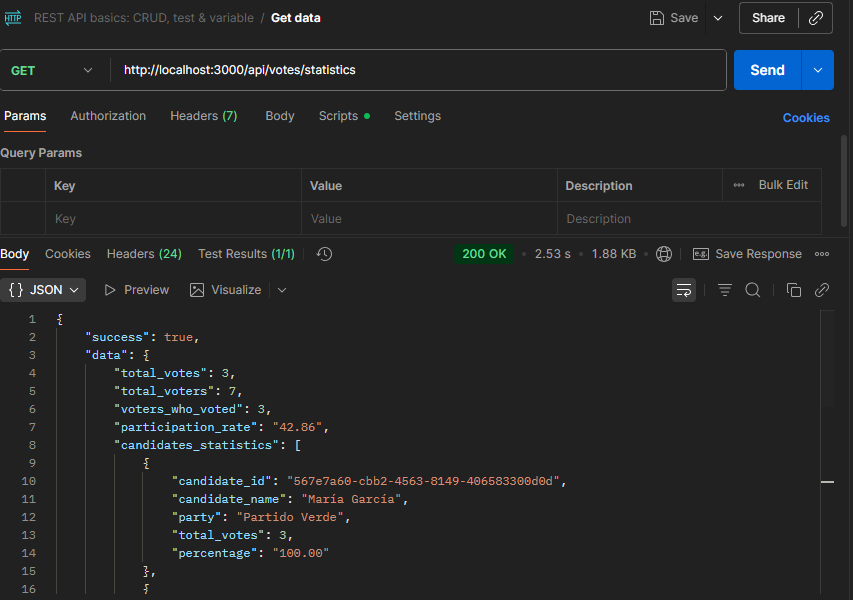 HTTP REST API basics: CRUD, test & variable / Get data Save Share
GET http://localhost:3000/api/votes/statistics Send
Params Authorization Headers (7) Body Scripts Settings Cookies
Query Params
Key Value Description Bulk Edit
Key Value Description
Body Cookies Headers (24) Test Results (1/1) 200 OK 2.53 s 1.88 KB e.g. Save Response
{} JSON Preview Visualize
1 {
2 "success": true,
3 "data": {
4 "total_votes": 3,
5 "total_voters": 7,
6 "voters_who_voted": 3,
7 "participation_rate": "42.86",
8 "candidates_statistics": [
9 {
10 "candidate_id": "567e7a60-cbb2-4563-8149-406583300d0d",
11 "candidate_name": "María García",
12 "party": "Partido Verde",
13 "total_votes": 3,
14 "percentage": "100.00"
15 },
16 {